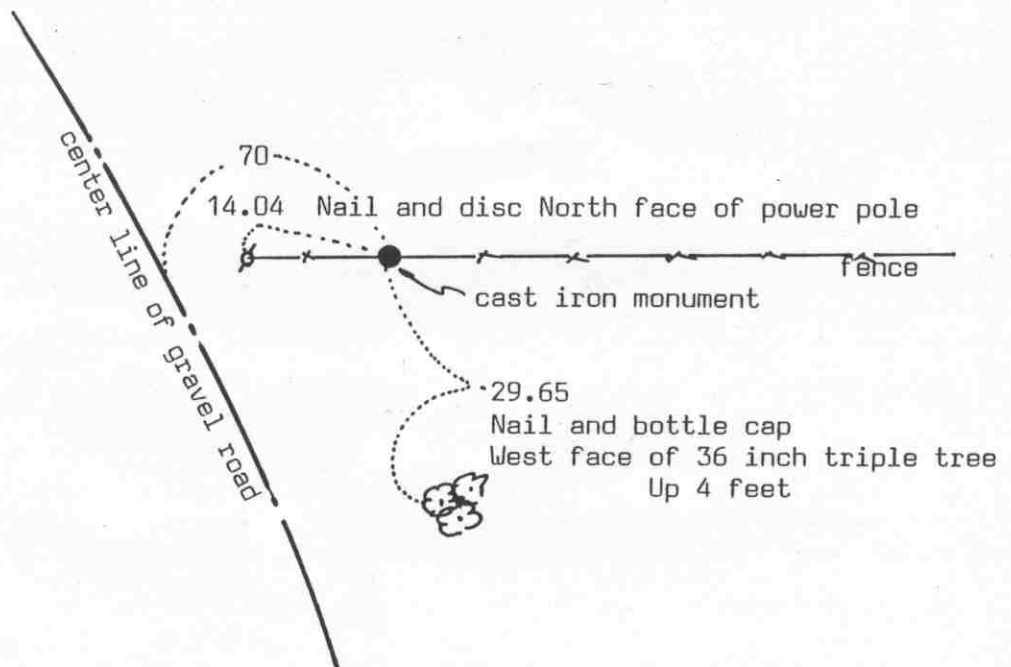 70
14.04 Nail and disc North face of power pole
fence
cast iron monument
center line of gravel road
29.65
Nail and bottle cap
West face of 36 inch triple tree
Up 4 feet